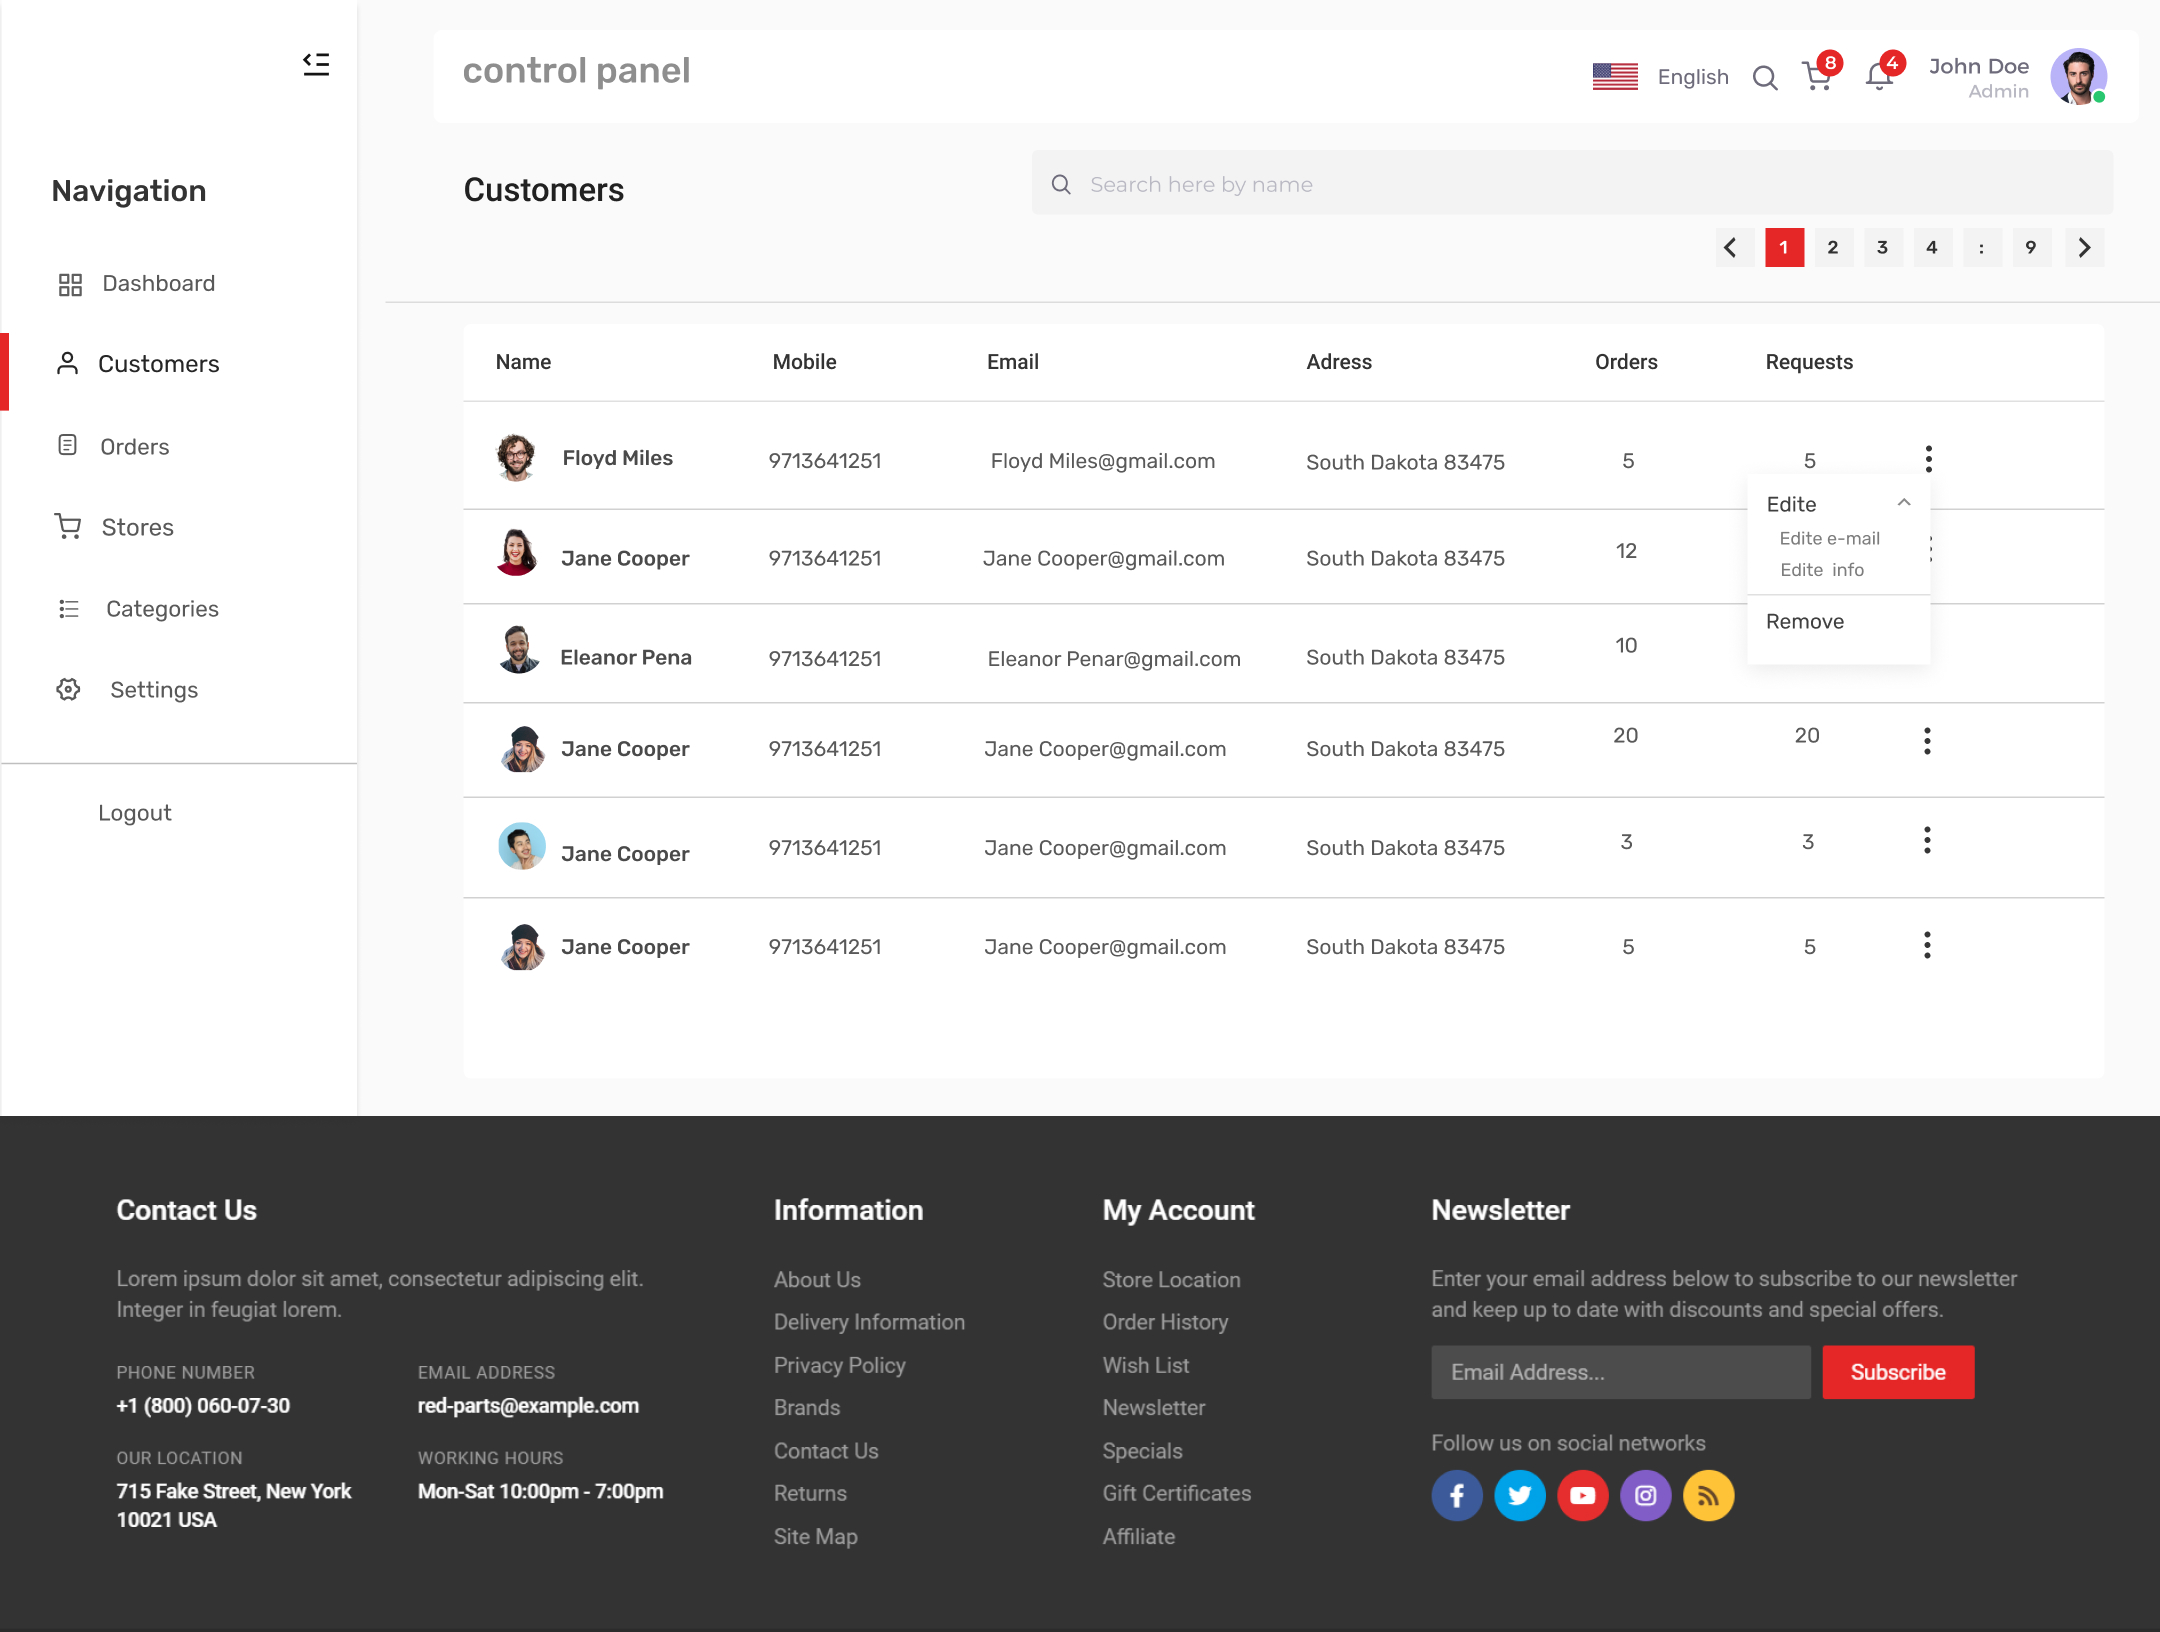 control panel
English
8
4
John Doe
Admin
Navigation
Dashboard
Customers
Orders
Stores
Categories
Settings
Logout
Customers
Search here by name
1 2 3 4 : 9
Name Mobile Email Adress Orders Requests
Floyd Miles 9713641251 Floyd Miles@gmail.com South Dakota 83475 5 5
Jane Cooper 9713641251 Jane Cooper@gmail.com South Dakota 83475 12
Eleanor Pena 9713641251 Eleanor Penar@gmail.com South Dakota 83475 10
Jane Cooper 9713641251 Jane Cooper@gmail.com South Dakota 83475 20 20
Jane Cooper 9713641251 Jane Cooper@gmail.com South Dakota 83475 3 3
Jane Cooper 9713641251 Jane Cooper@gmail.com South Dakota 83475 5 5
Edite
Edite e-mail
Edite info
Remove
Contact Us
Lorem ipsum dolor sit amet, consectetur adipiscing elit.
Integer in feugiat lorem.
PHONE NUMBER
+1 (800) 060-07-30
EMAIL ADDRESS
red-parts@example.com
OUR LOCATION
715 Fake Street, New York
10021 USA
WORKING HOURS
Mon-Sat 10:00pm - 7:00pm
Information
About Us
Delivery Information
Privacy Policy
Brands
Contact Us
Returns
Site Map
My Account
Store Location
Order History
Wish List
Newsletter
Specials
Gift Certificates
Affiliate
Newsletter
Enter your email address below to subscribe to our newsletter
and keep up to date with discounts and special offers.
Email Address...
Subscribe
Follow us on social networks